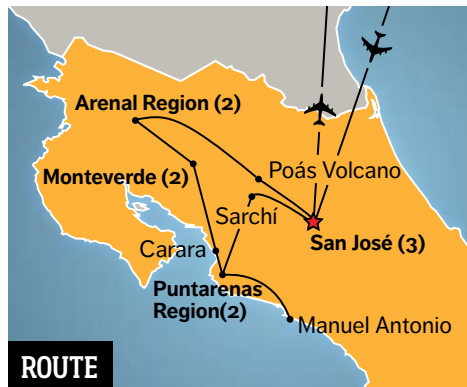 Arenal Region (2)
Poás Volcano
Monteverde (2)
Sarchí
San José (3)
Carara
Puntarenas
Region(2)
Manuel Antonio
ROUTE